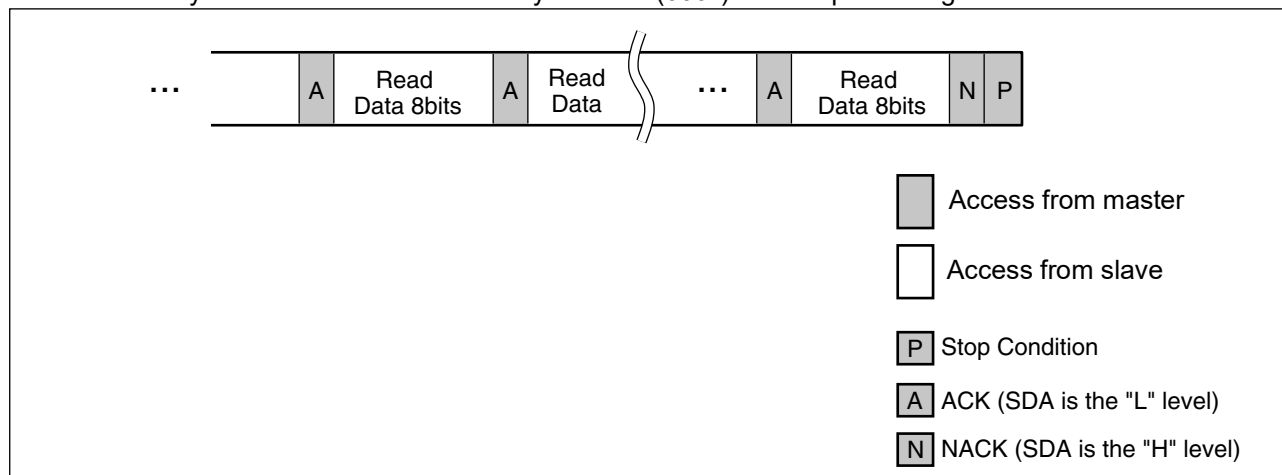 ... A Read Data 8bits A Read Data ... A Read Data 8bits N P
Access from master
Access from slave
P Stop Condition
A ACK (SDA is the "L" level)
N NACK (SDA is the "H" level)